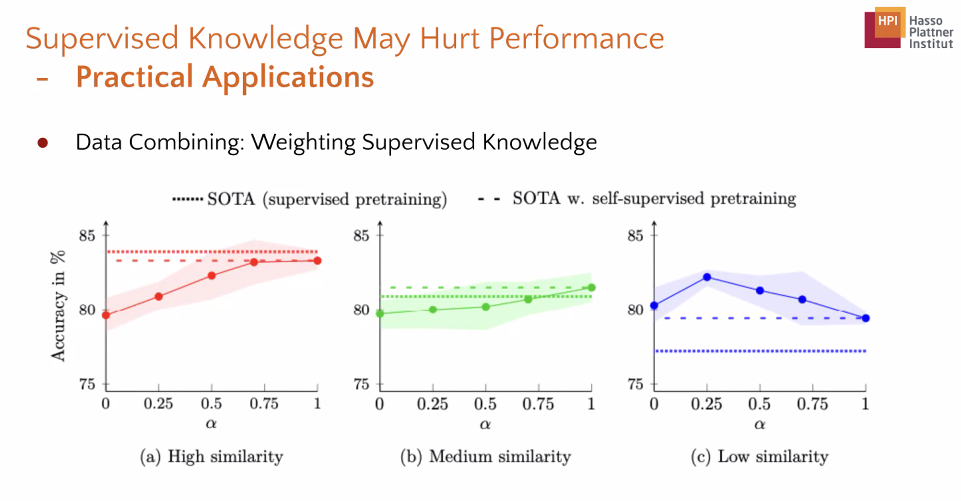 Supervised Knowledge May Hurt Performance
- Practical Applications
HPI Hasso
Plattner
Institut
● Data Combining: Weighting Supervised Knowledge
SOTA (supervised pretraining) SOTA w. self-supervised pretraining
Accuracy in %
85
80
75
0 0.25 0.5 0.75 1
α
(a) High similarity
85
80
75
0 0.25 0.5 0.75 1
α
(b) Medium similarity
85
80
75
0 0.25 0.5 0.75 1
α
(c) Low similarity